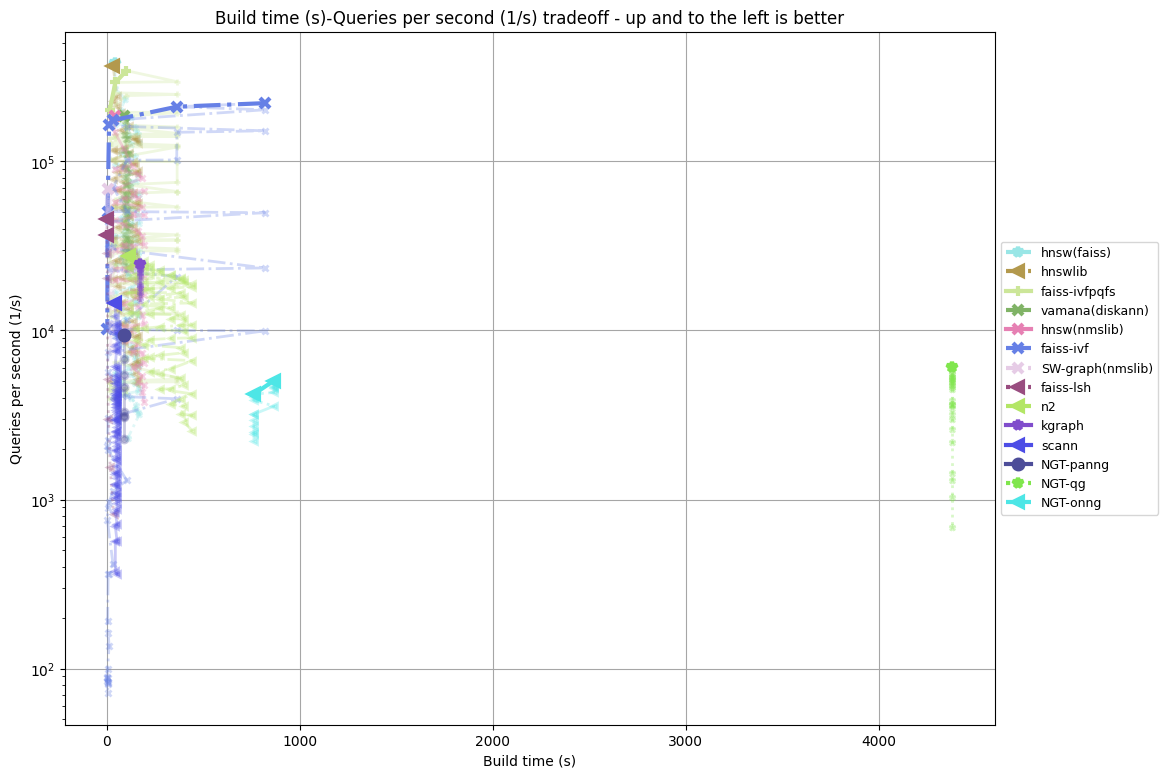 Build time (s)-Queries per second (1/s) tradeoff - up and to the left is better
Queries per second (1/s)
10^5
10^4
10^3
10^2
0
1000
2000
3000
4000
Build time (s)
hnsw(faiss)
hnswlib
faiss-ivfpqfs
vamana(diskann)
hnsw(nmslib)
faiss-ivf
SW-graph(nmslib)
faiss-lsh
n2
kgraph
scann
NGT-panng
NGT-qg
NGT-onng